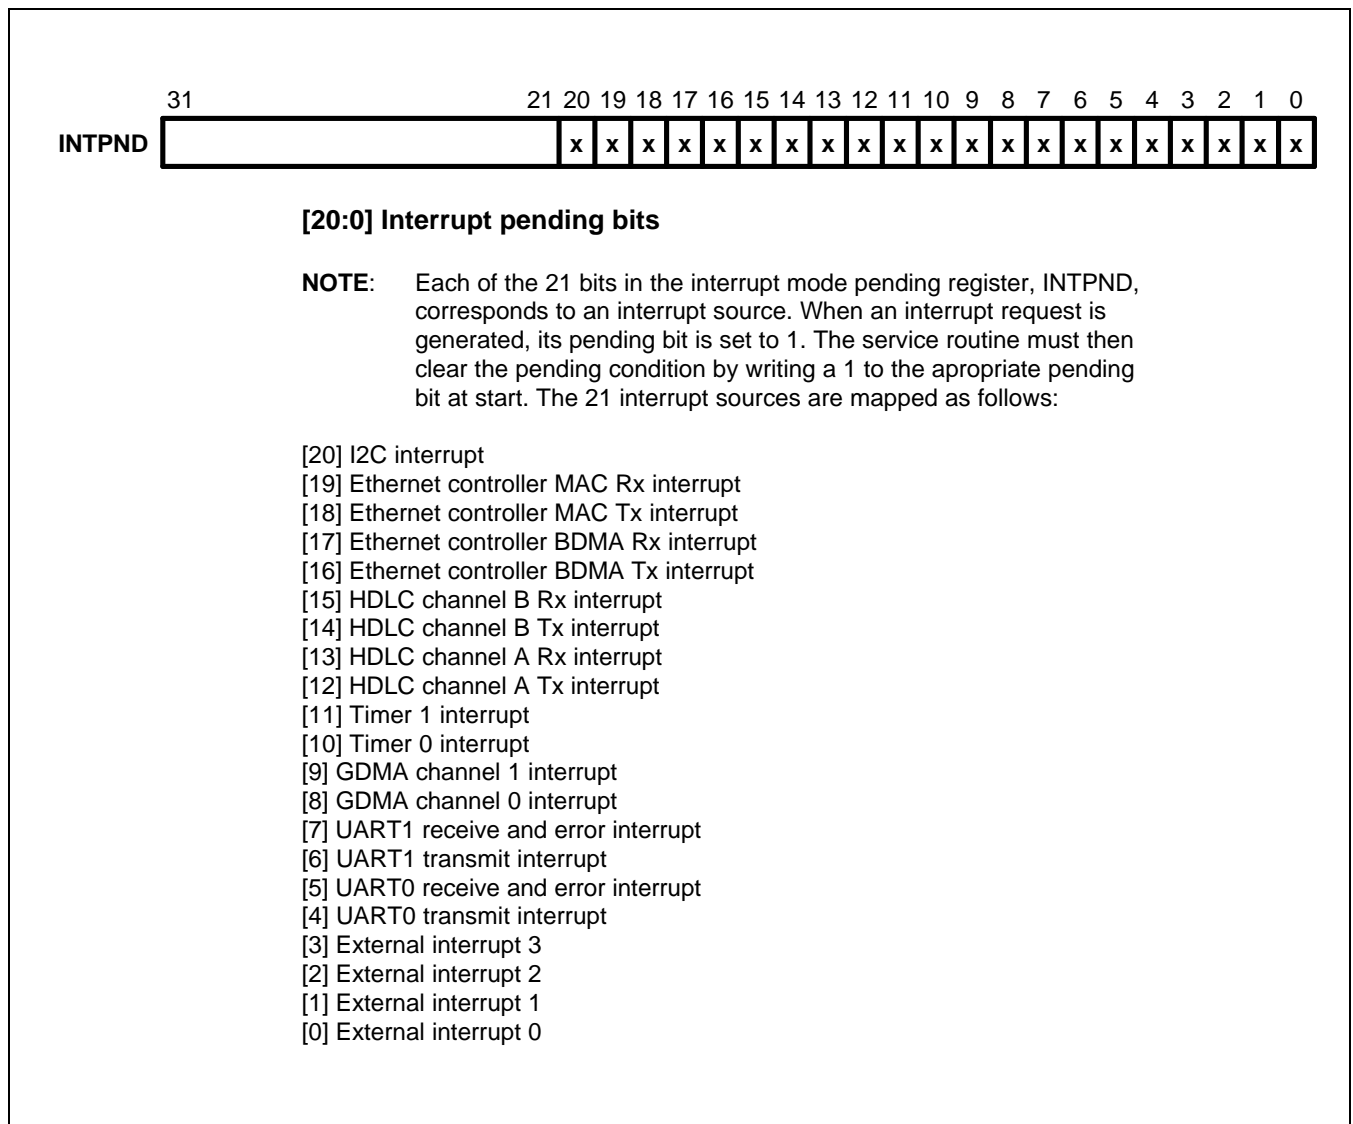 31 21 20 19 18 17 16 15 14 13 12 11 10 9 8 7 6 5 4 3 2 1 0
INTPND x x x x x x x x x x x x x x x x x x x x x
[20:0] Interrupt pending bits
NOTE: Each of the 21 bits in the interrupt mode pending register, INTPND,
corresponds to an interrupt source. When an interrupt request is
generated, its pending bit is set to 1. The service routine must then
clear the pending condition by writing a 1 to the apropriate pending
bit at start. The 21 interrupt sources are mapped as follows:
[20] I2C interrupt
[19] Ethernet controller MAC Rx interrupt
[18] Ethernet controller MAC Tx interrupt
[17] Ethernet controller BDMA Rx interrupt
[16] Ethernet controller BDMA Tx interrupt
[15] HDLC channel B Rx interrupt
[14] HDLC channel B Tx interrupt
[13] HDLC channel A Rx interrupt
[12] HDLC channel A Tx interrupt
[11] Timer 1 interrupt
[10] Timer 0 interrupt
[9] GDMA channel 1 interrupt
[8] GDMA channel 0 interrupt
[7] UART1 receive and error interrupt
[6] UART1 transmit interrupt
[5] UART0 receive and error interrupt
[4] UART0 transmit interrupt
[3] External interrupt 3
[2] External interrupt 2
[1] External interrupt 1
[0] External interrupt 0